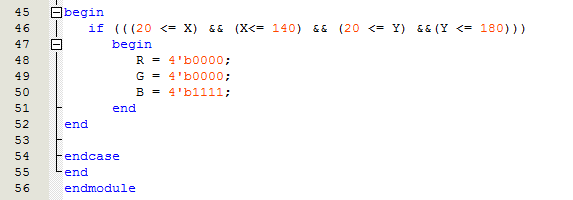 45 begin
46 if (((20 <= X) && (X<= 140) && (20 <= Y) &&(Y <= 180)))
47 begin
48 R = 4'b0000;
49 G = 4'b0000;
50 B = 4'b1111;
51 end
52 end
53
54 endcase
55 end
56 endmodule